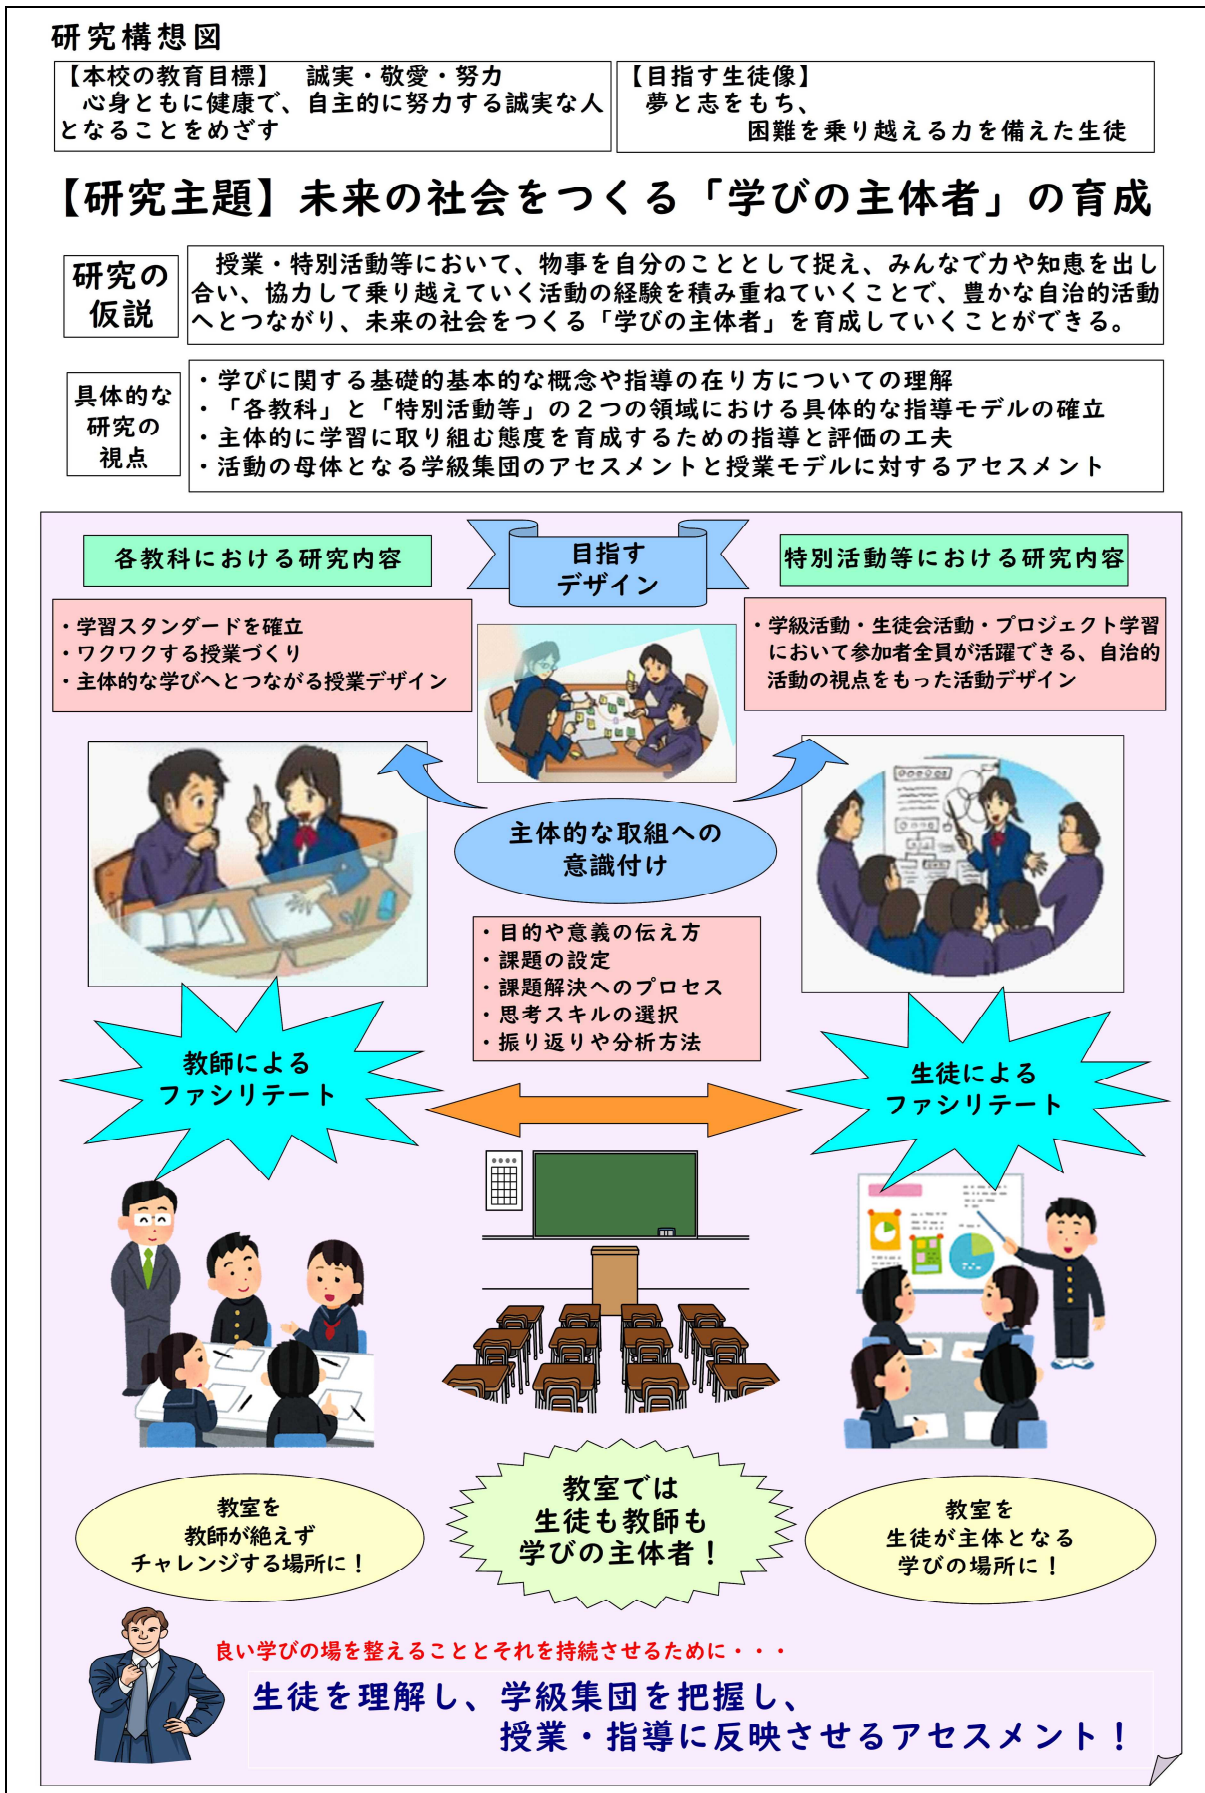 研究構想図
【本校の教育目標】　誠実・敬愛・努力
心身ともに健康で、自主的に努力する誠実な人
となることをめざす
【目指す生徒像】
夢と志をもち、
困難を乗り越える力を備えた生徒
【研究主題】未来の社会をつくる「学びの主体者」の育成
研究の
仮説
授業・特別活動等において、物事を自分のこととして捉え、みんなで力や知恵を出し
合い、協力して乗り越えていく活動の経験を積み重ねていくことで、豊かな自治的活動
へとつながり、未来の社会をつくる「学びの主体者」を育成していくことができる。
具体的な
研究の
視点
・学びに関する基礎的基本的な概念や指導の在り方についての理解
・「各教科」と「特別活動等」の２つの領域における具体的な指導モデルの確立
・主体的に学習に取り組む態度を育成するための指導と評価の工夫
・活動の母体となる学級集団のアセスメントと授業モデルに対するアセスメント
各教科における研究内容
目指す
デザイン
特別活動等における研究内容
・学習スタンダードを確立
・ワクワクする授業づくり
・主体的な学びへとつながる授業デザイン
・学級活動・生徒会活動・プロジェクト学習
において参加者全員が活躍できる、自治的
活動の視点をもった活動デザイン
主体的な取組への
意識付け
・目的や意義の伝え方
・課題の設定
・課題解決へのプロセス
・思考スキルの選択
・振り返りや分析方法
教師による
ファシリテート
生徒による
ファシリテート
教室を
教師が絶えず
チャレンジする場所に！
教室では
生徒も教師も
学びの主体者！
教室を
生徒が主体となる
学びの場所に！
良い学びの場を整えることとそれを持続させるために・・・
生徒を理解し、学級集団を把握し、
授業・指導に反映させるアセスメント！